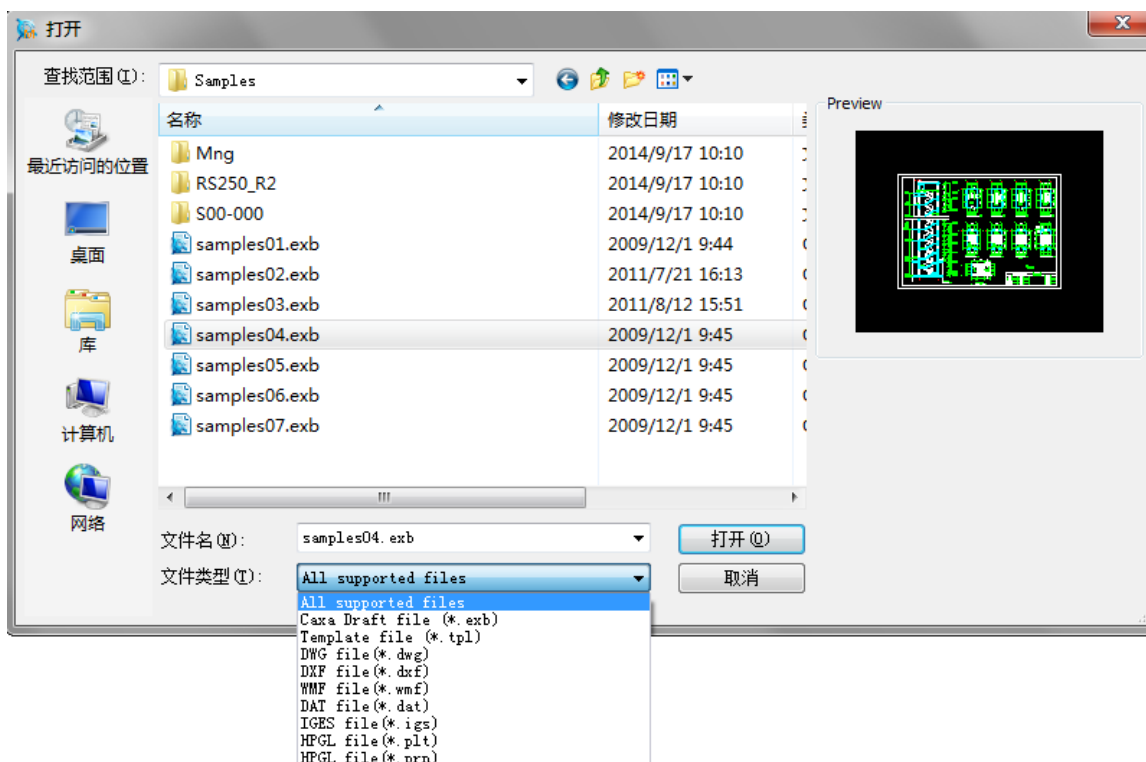 打开
查找范围(I):
Samples
Preview
名称
修改日期
最近访问的位置
桌面
库
计算机
网络
Mng 2014/9/17 10:10
RS250_R2 2014/9/17 10:10
S00-000 2014/9/17 10:10
samples01.exb 2009/12/1 9:44
samples02.exb 2011/7/21 16:13
samples03.exb 2011/8/12 15:51
samples04.exb 2009/12/1 9:45
samples05.exb 2009/12/1 9:45
samples06.exb 2009/12/1 9:45
samples07.exb 2009/12/1 9:45
文件名(N): samples04.exb 打开(O)
文件类型(T): All supported files 取消
All supported files
Caxa Draft file (*.exb)
Template file (*.tpl)
DWG file(*.dwg)
DXF file(*.dxf)
WMF file(*.wmf)
DAT file(*.dat)
IGES file(*.igs)
HPGL file(*.plt)
HPGL file(*.prn)